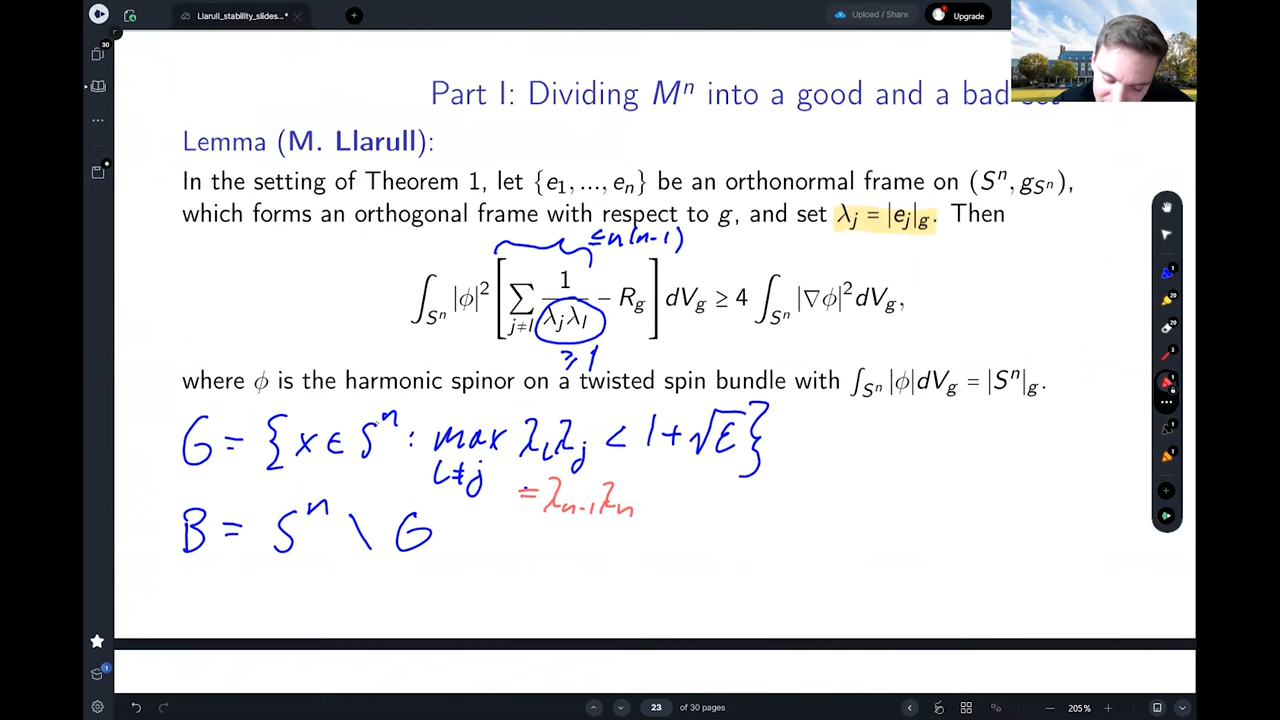 Llarull_stability_slides...*
Upload / Share
Upgrade
30
Part I: Dividing Mⁿ into a good and a bad set
Lemma (M. Llarull):
In the setting of Theorem 1, let {e₁, ..., eₙ} be an orthonormal frame on (Sⁿ, g_{Sⁿ}),
which forms an orthogonal frame with respect to g, and set λⱼ = |eⱼ|_g. Then
≤ n(n-1)
∫_{Sⁿ} |ϕ|² [ ∑_{j≠l} 1/(λⱼλₗ) − R_g ] dV_g ≥ 4 ∫_{Sⁿ} |∇ϕ|² dV_g,
≥ 1
where ϕ is the harmonic spinor on a twisted spin bundle with ∫_{Sⁿ} |ϕ|dV_g = |Sⁿ|_g.
G = {x ∈ Sⁿ : max_{l≠j} λₗλⱼ < 1+√ε}
= λₙ₋₁λₙ
B = Sⁿ \ G
23 of 30 pages
205%